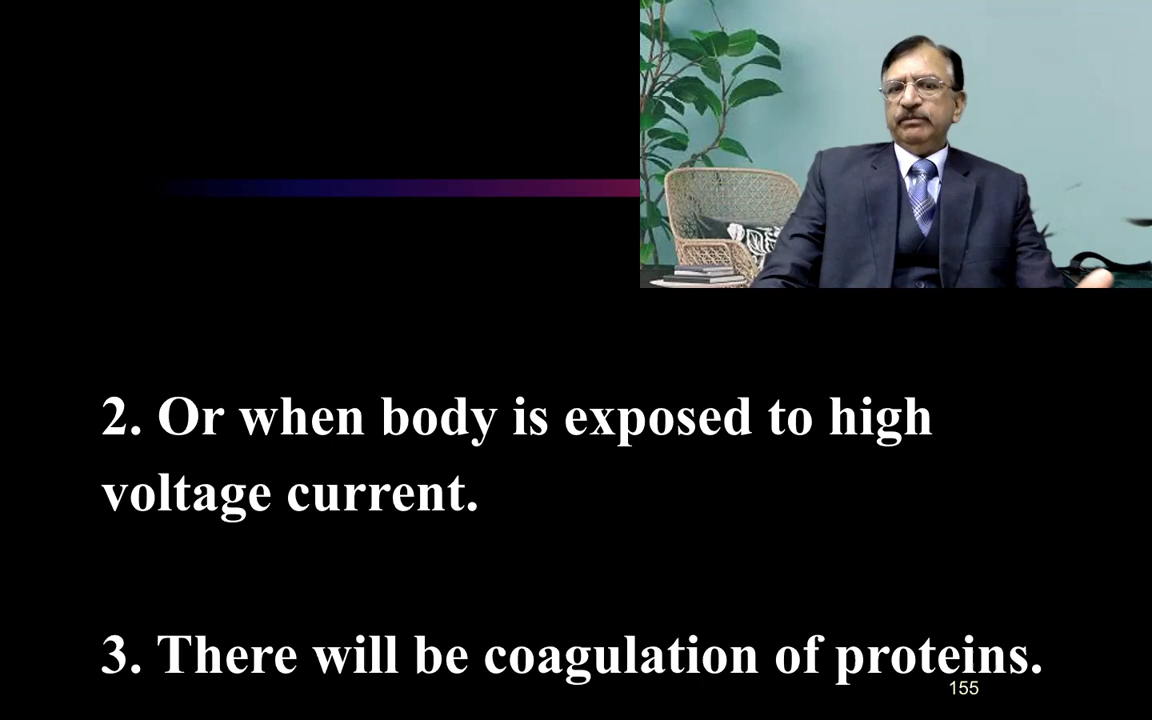 2. Or when body is exposed to high
voltage current.
3. There will be coagulation of proteins.
155